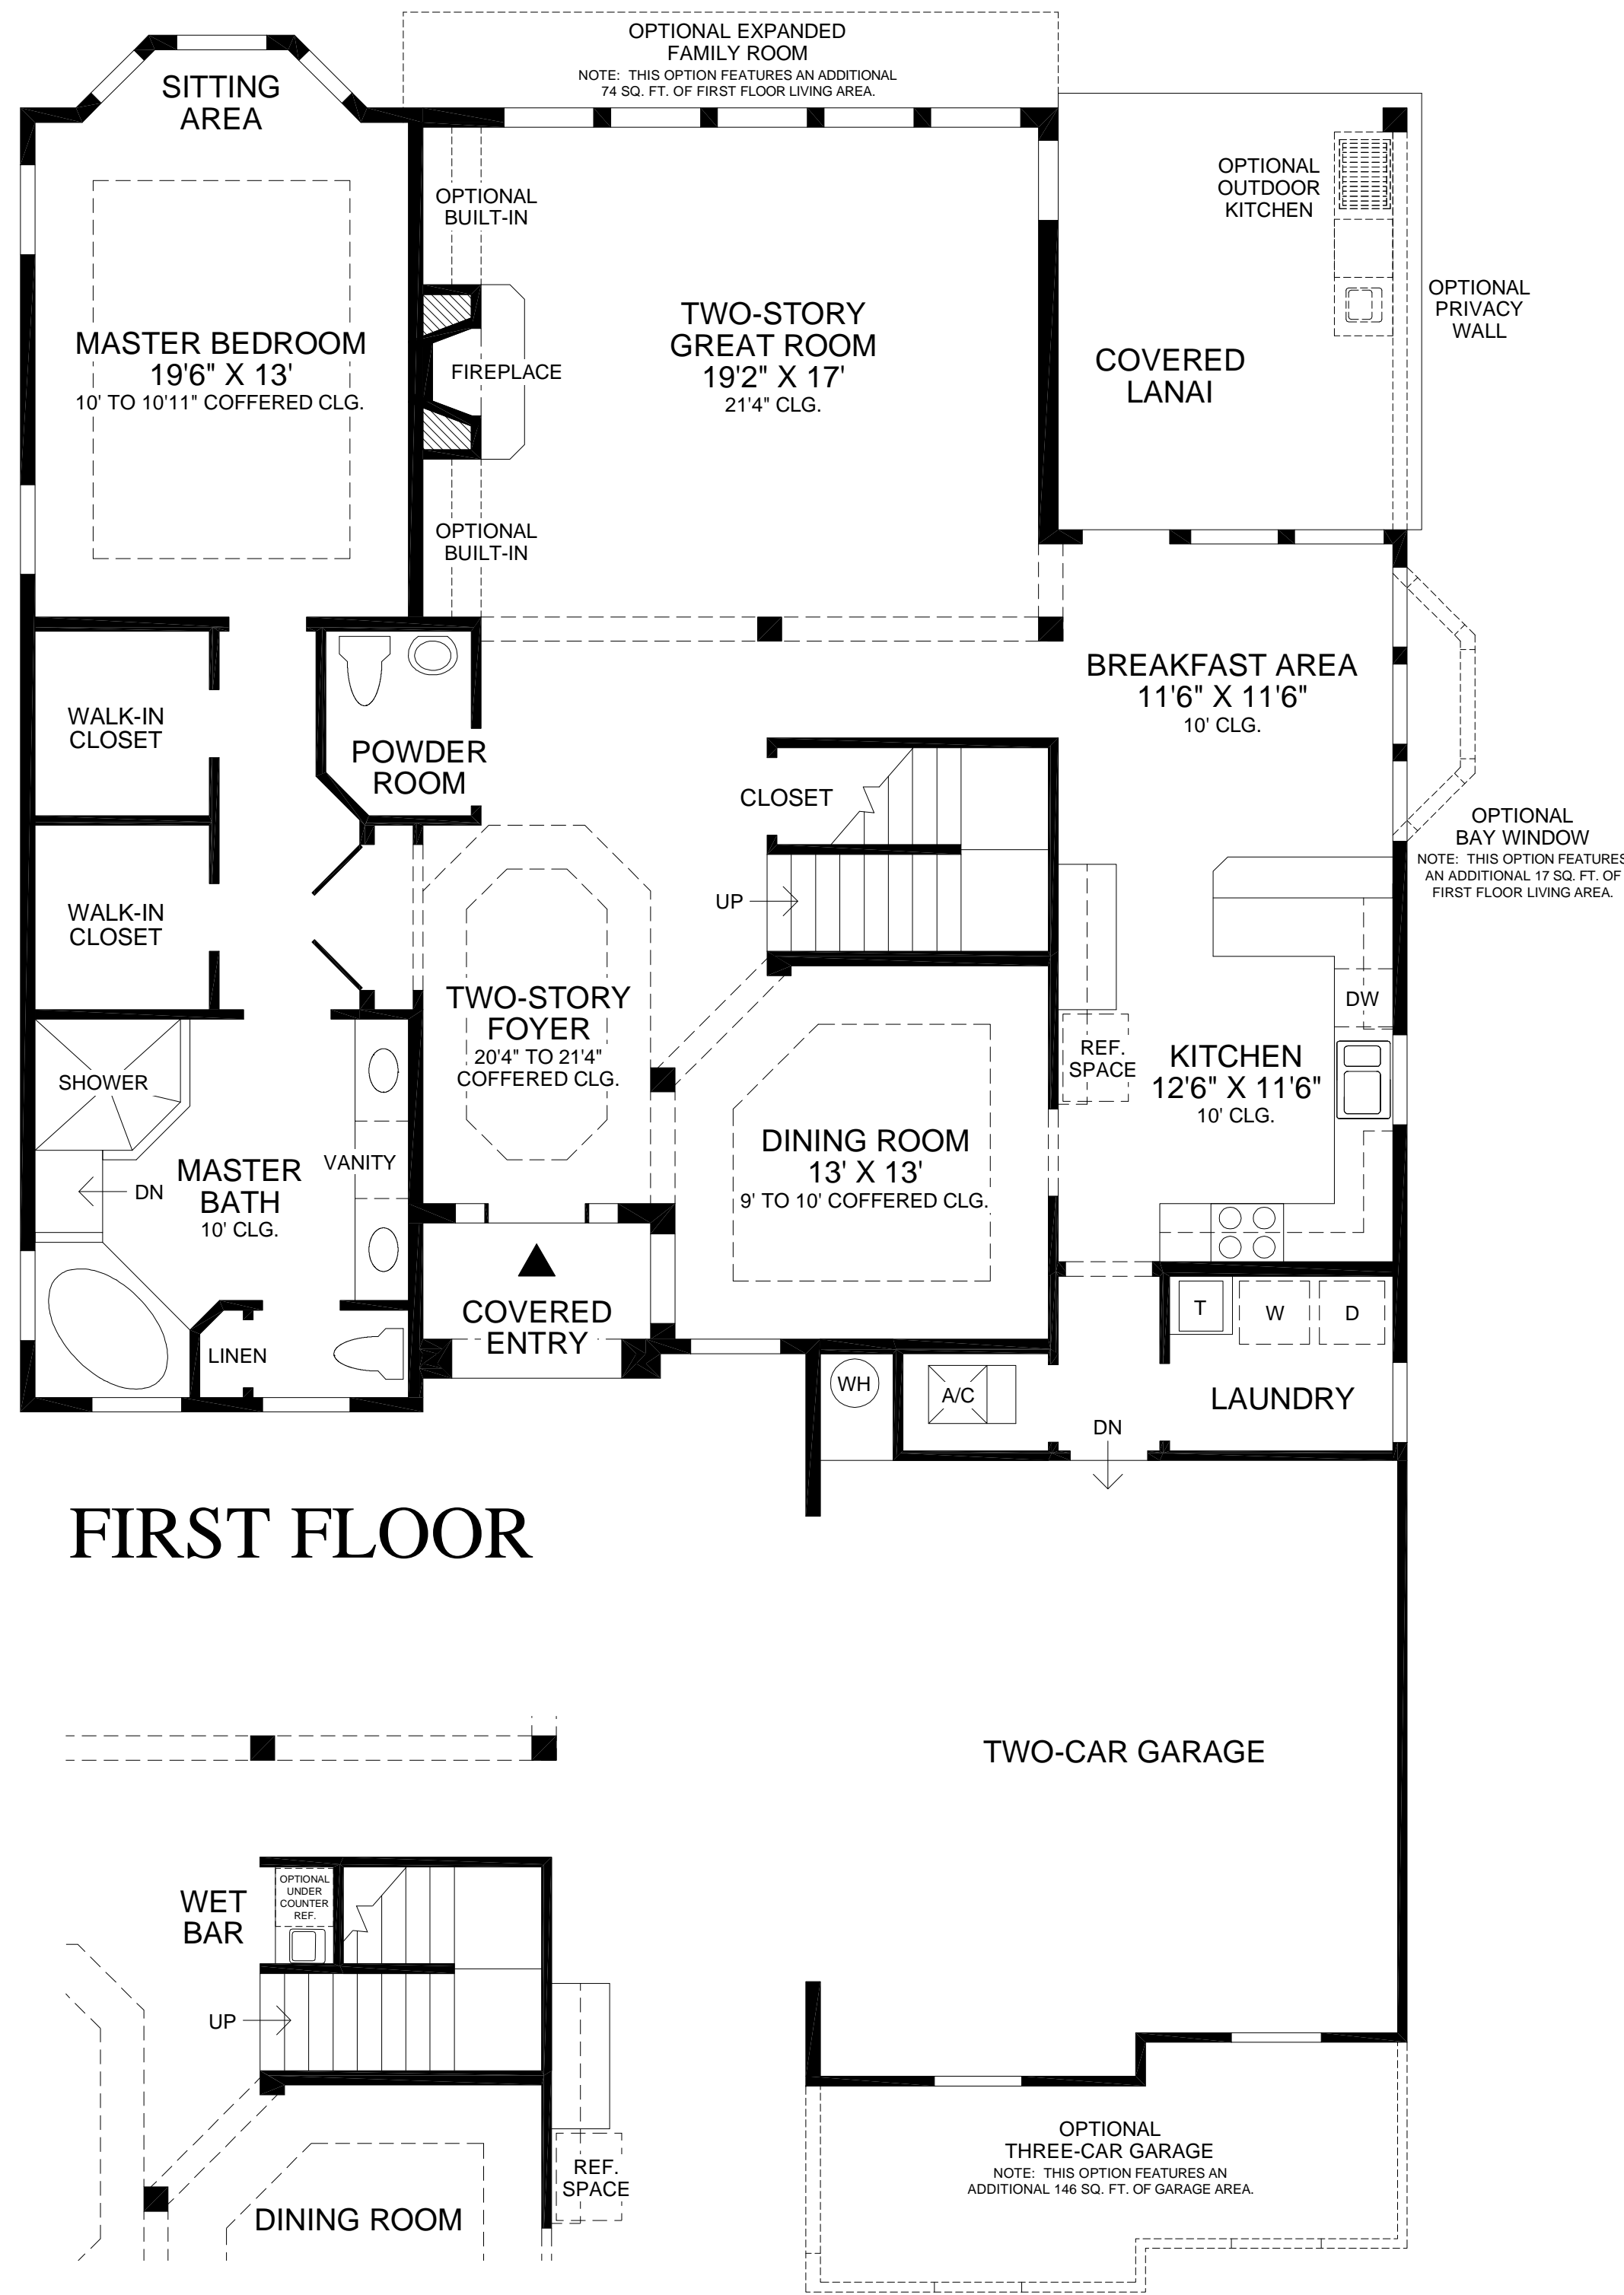 OPTIONAL EXPANDED
FAMILY ROOM
NOTE: THIS OPTION FEATURES AN ADDITIONAL
74 SQ. FT. OF FIRST FLOOR LIVING AREA.
SITTING
AREA
OPTIONAL
BUILT-IN
OPTIONAL
OUTDOOR
KITCHEN
OPTIONAL
PRIVACY
WALL
MASTER BEDROOM
19'6" X 13'
10' TO 10'11" COFFERED CLG.
FIREPLACE
TWO-STORY
GREAT ROOM
19'2" X 17'
21'4" CLG.
COVERED
LANAI
OPTIONAL
BUILT-IN
WALK-IN
CLOSET
POWDER
ROOM
BREAKFAST AREA
11'6" X 11'6"
10' CLG.
CLOSET
OPTIONAL
BAY WINDOW
NOTE: THIS OPTION FEATURES
AN ADDITIONAL 17 SQ. FT. OF
FIRST FLOOR LIVING AREA.
UP
WALK-IN
CLOSET
TWO-STORY
FOYER
20'4" TO 21'4"
COFFERED CLG.
DW
REF.
SPACE
KITCHEN
12'6" X 11'6"
10' CLG.
SHOWER
DINING ROOM
13' X 13'
9' TO 10' COFFERED CLG.
VANITY
MASTER
BATH
10' CLG.
DN
COVERED
ENTRY
T
W
D
LINEN
WH
A/C
LAUNDRY
DN
FIRST FLOOR
TWO-CAR GARAGE
WET
BAR
OPTIONAL
UNDER
COUNTER
REF.
UP
REF.
SPACE
DINING ROOM
OPTIONAL
THREE-CAR GARAGE
NOTE: THIS OPTION FEATURES AN
ADDITIONAL 146 SQ. FT. OF GARAGE AREA.